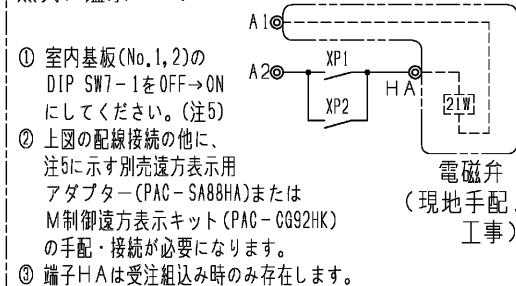 A1
① 室内基板(No.1,2)の
DIP SW7-1をOFF→ON
にしてください。(注5)
A2
XP1
XP2
HA
21W
② 上図の配線接続の他に、
注5に示す別売遠方表示用
アダプター(PAC-SA88HA)または
M制御遠方表示キット(PAC-CG92HK)
の手配・接続が必要になります。
電磁弁
(現地手配、
工事)
③ 端子HAは受注組込み時のみ存在します。